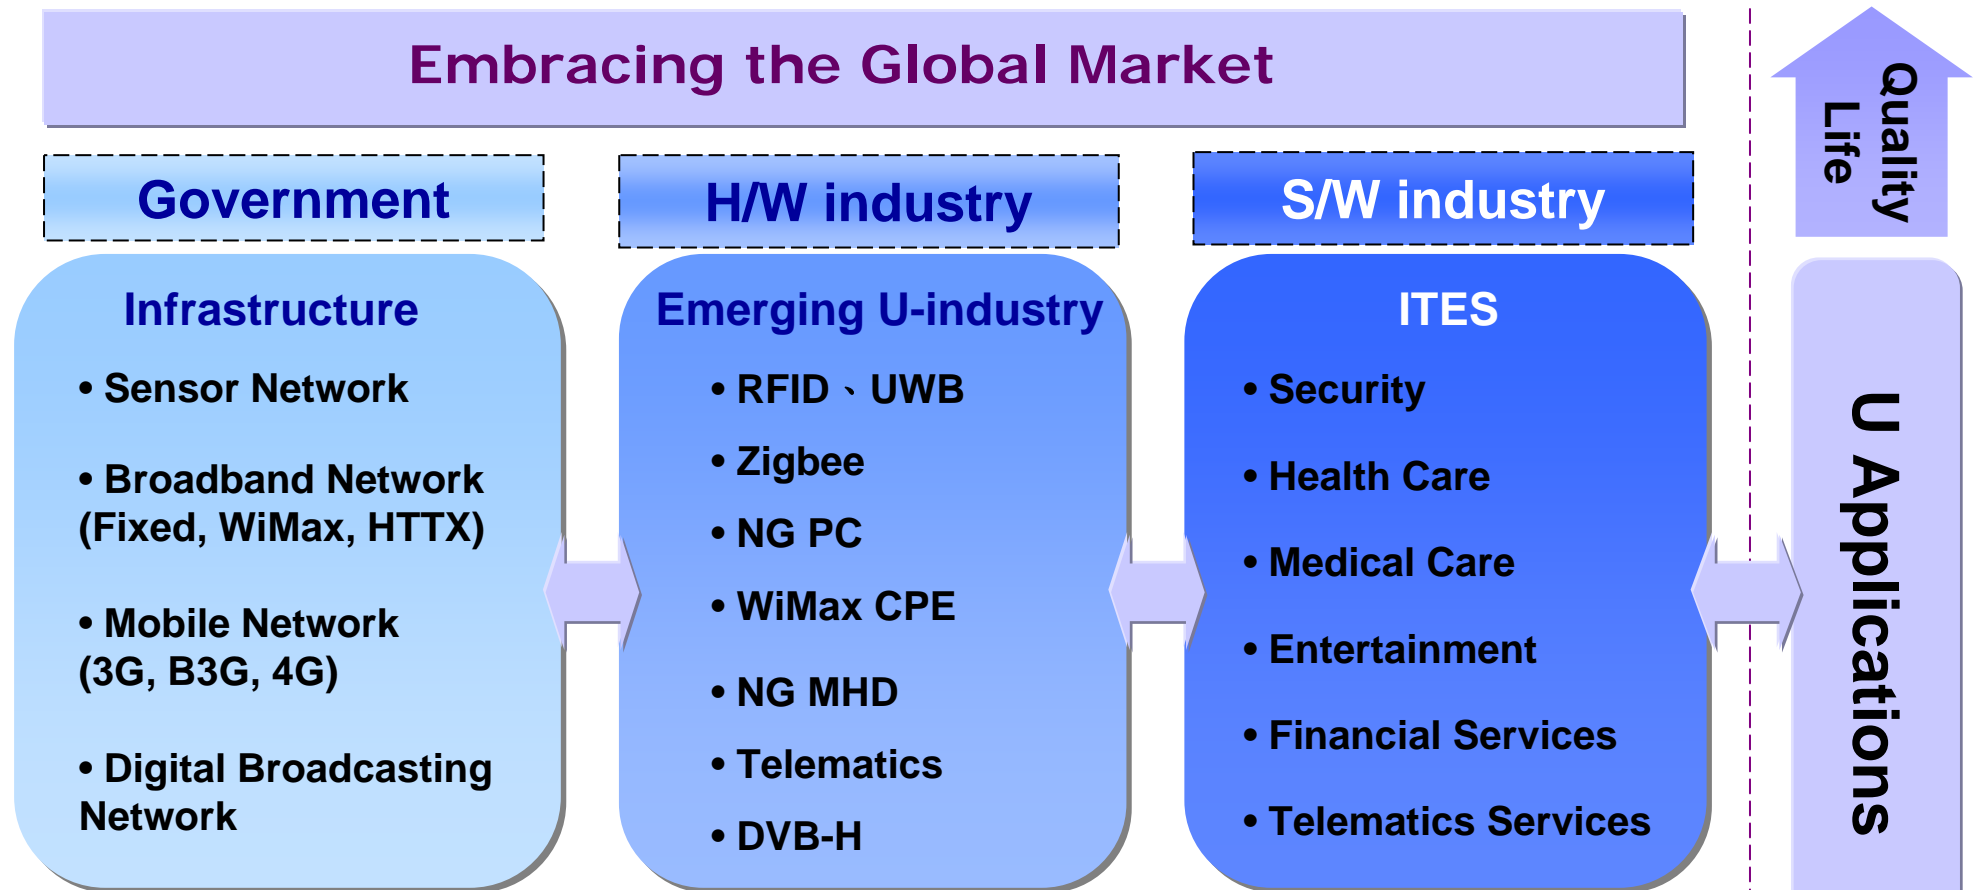 Embracing the Global Market
Quality
Life
Government
H/W industry
S/W industry
Infrastructure
• Sensor Network
• Broadband Network
(Fixed, WiMax, HTTX)
• Mobile Network
(3G, B3G, 4G)
• Digital Broadcasting
Network
Emerging U-industry
• RFID、UWB
• Zigbee
• NG PC
• WiMax CPE
• NG MHD
• Telematics
• DVB-H
ITES
• Security
• Health Care
• Medical Care
• Entertainment
• Financial Services
• Telematics Services
U Applications